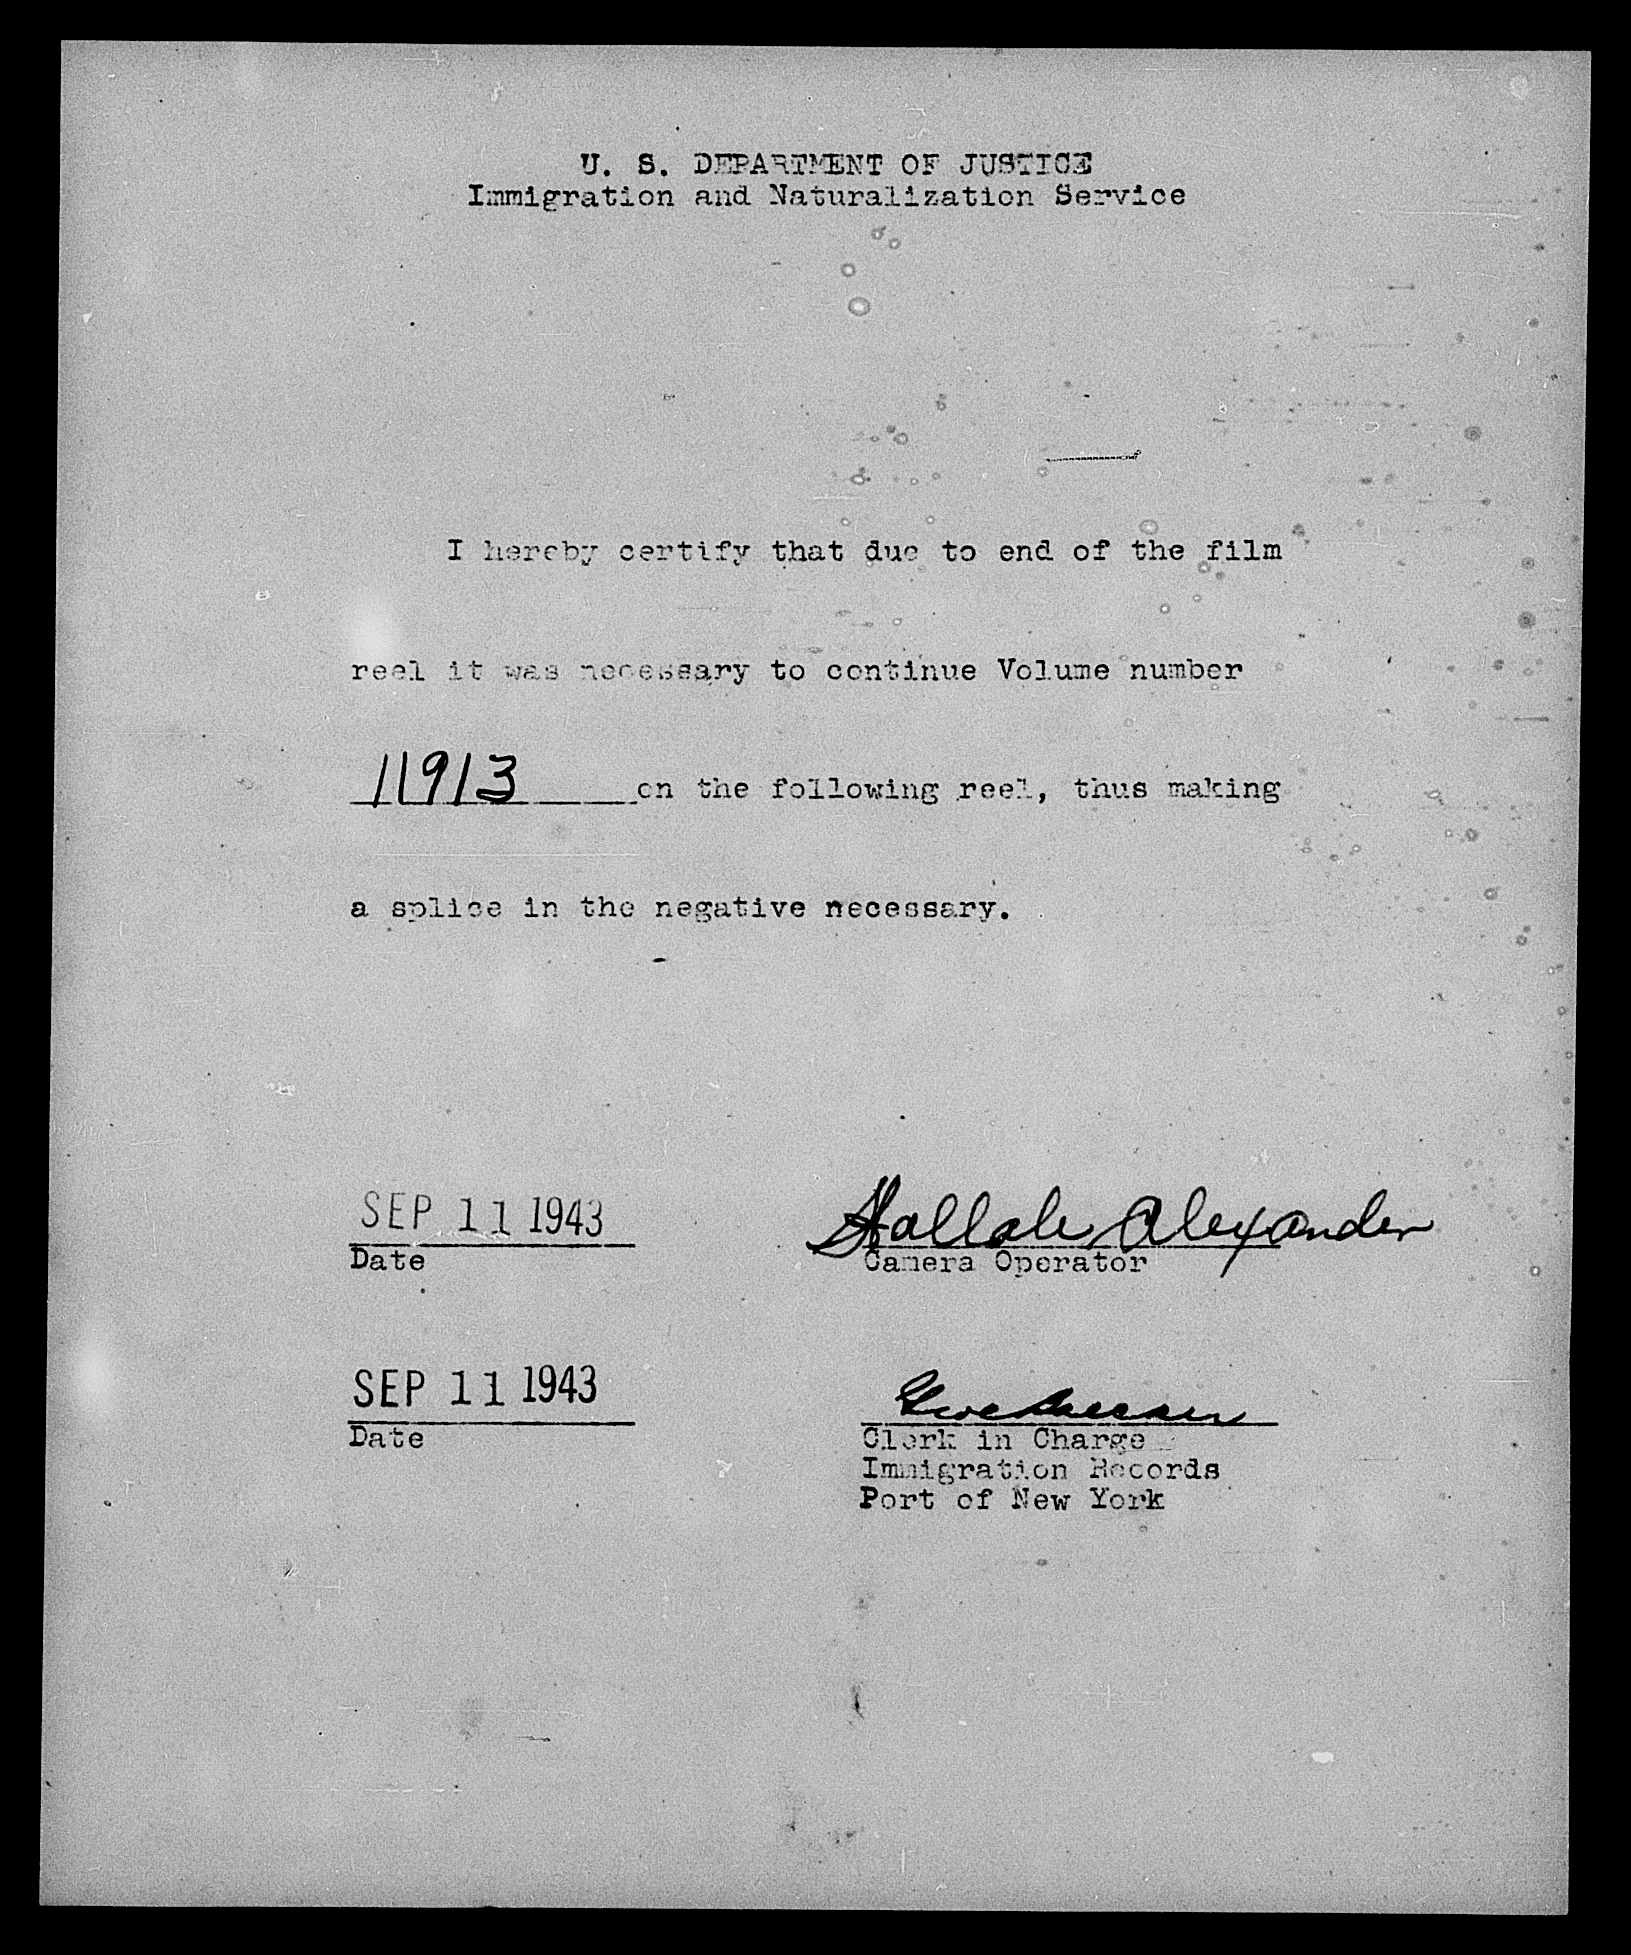 U. S. DEPARTMENT OF JUSTICE
Immigration and Naturalization Service
I hereby certify that due to end of the film
reel it was necessary to continue Volume number
11913 on the following reel, thus making
a splice in the negative necessary.
SEP 11 1943
Date
Alexander
Camera Operator
SEP 11 1943
Date
Clerk in Charge
Immigration Records
Port of New York